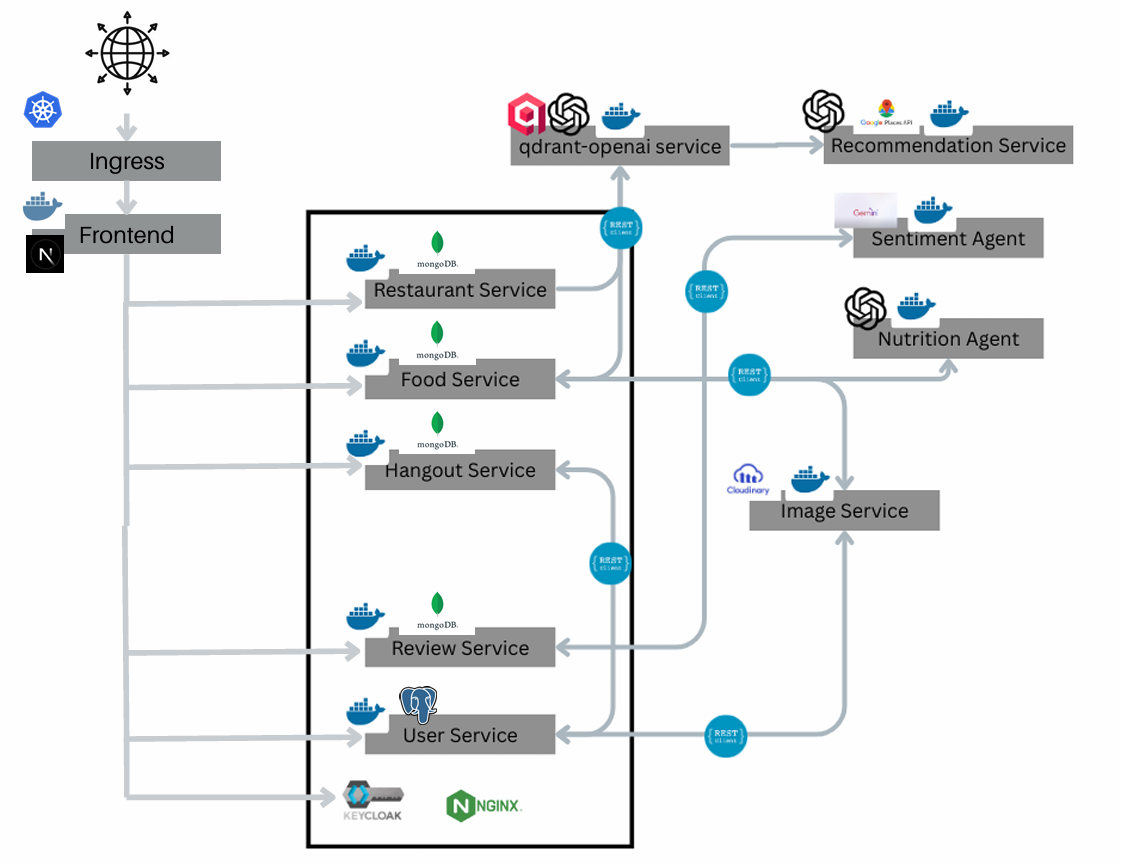 Ingress
Frontend
N
qdrant-openai service
Google Places API
Recommendation Service
REST
client
Gemini
Sentiment Agent
REST
client
mongoDB.
Restaurant Service
Nutrition Agent
mongoDB.
Food Service
REST
client
mongoDB.
Hangout Service
Cloudinary
Image Service
REST
client
mongoDB.
Review Service
User Service
REST
client
KEYCLOAK
N
NGINX.